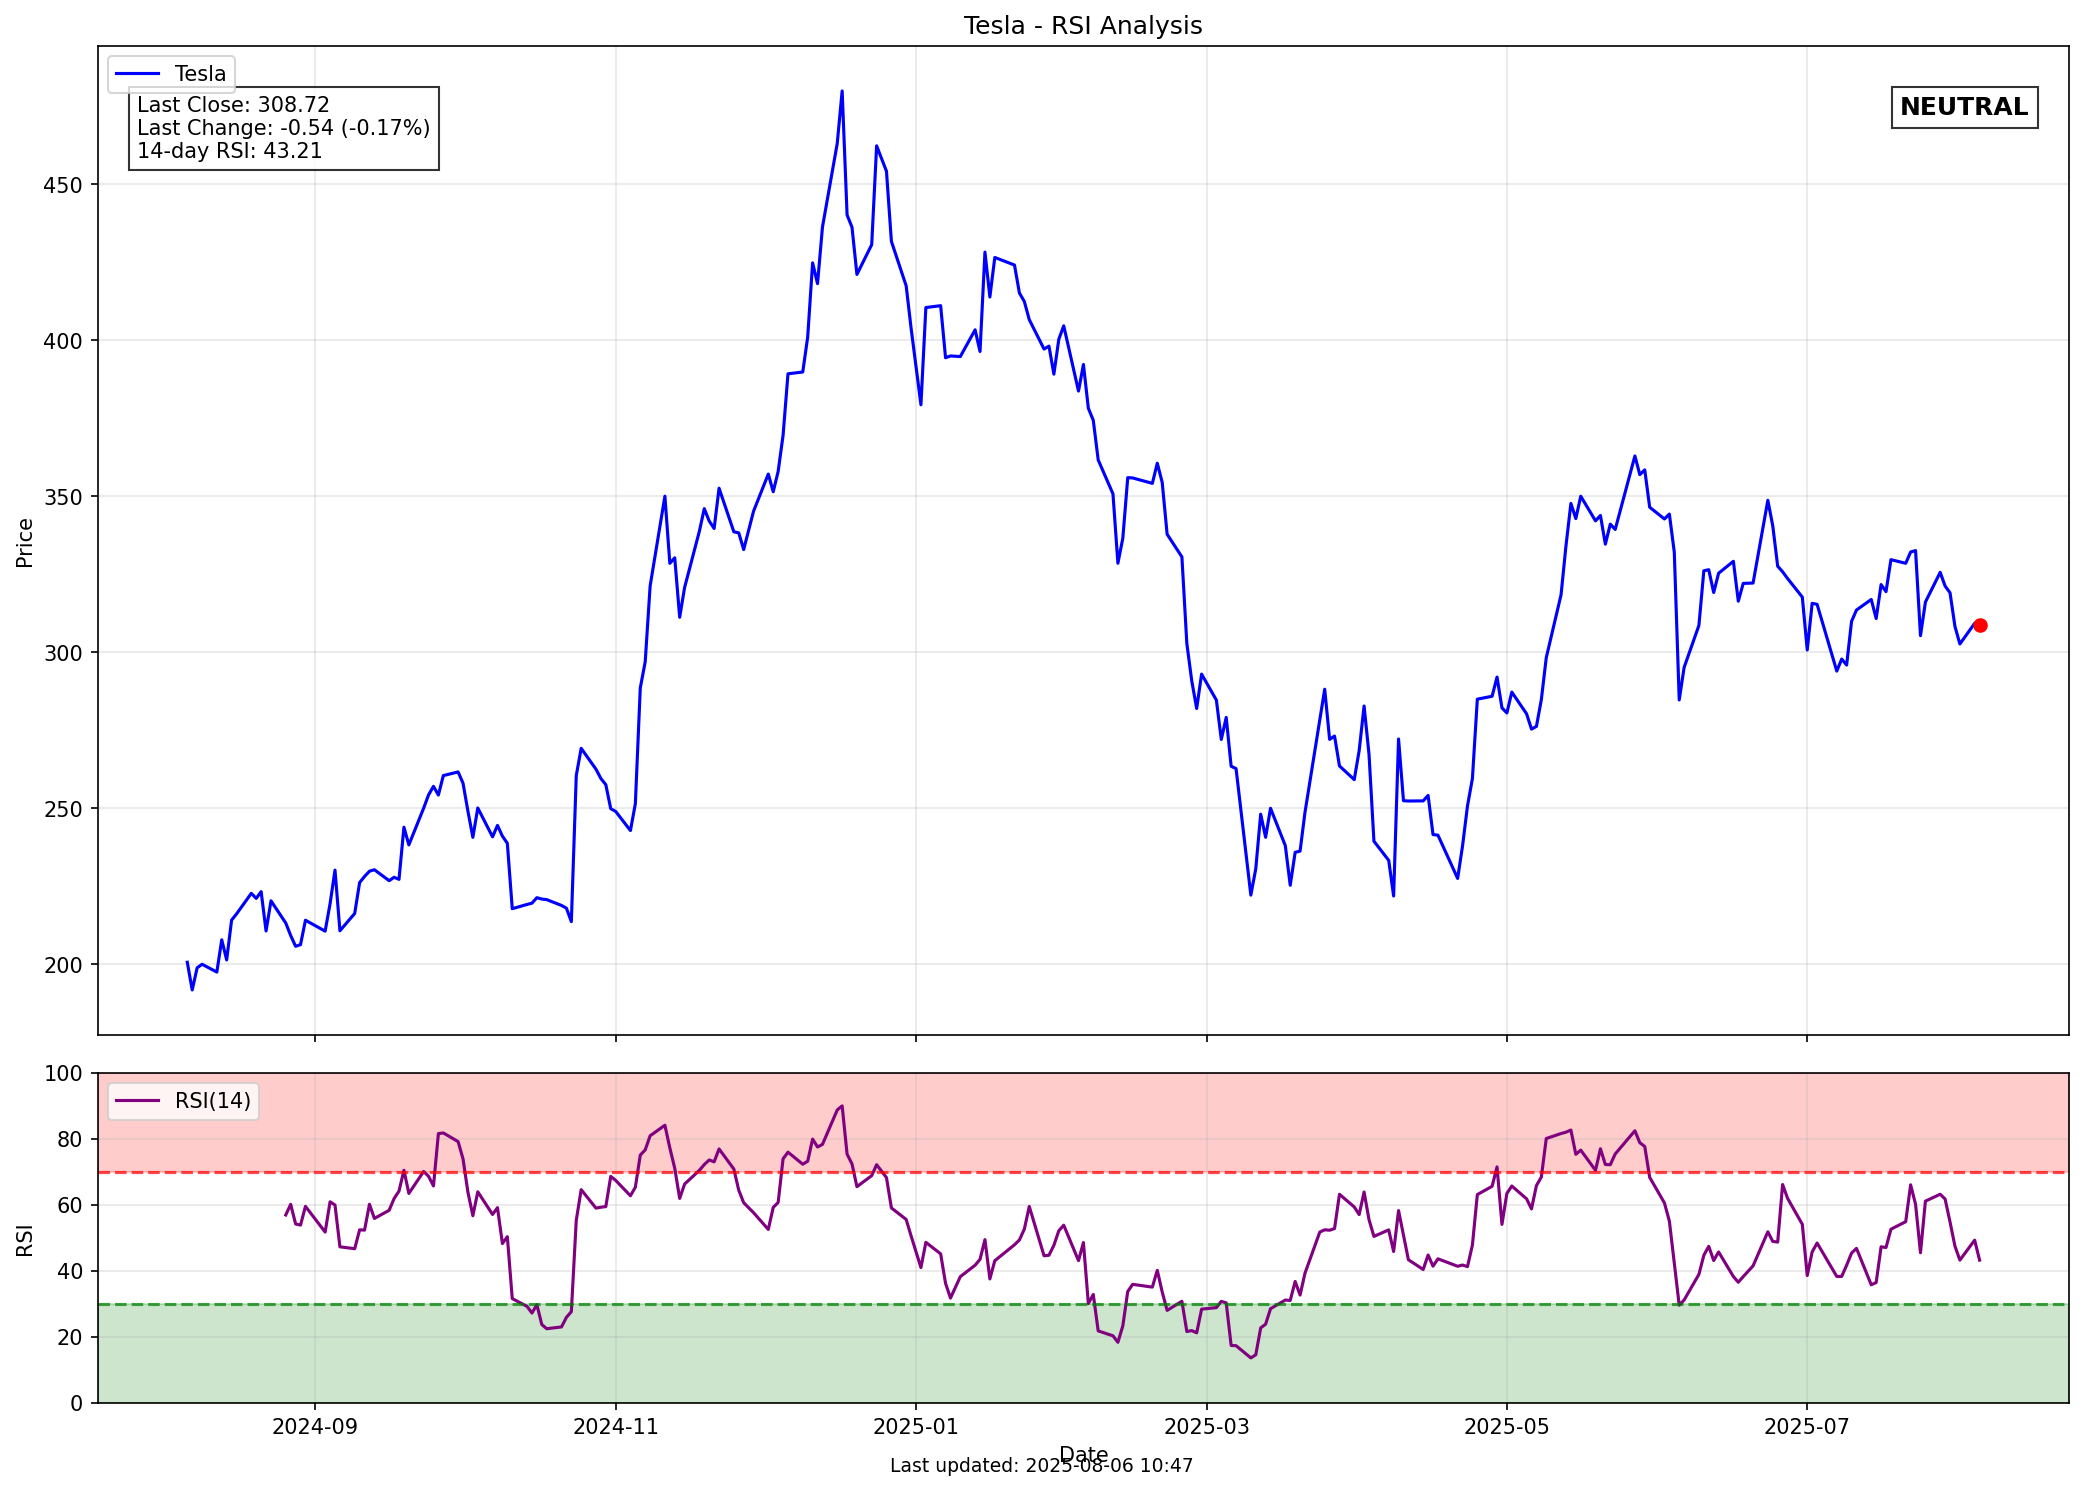 Tesla - RSI Analysis
Tesla
Last Close: 308.72
Last Change: -0.54 (-0.17%)
14-day RSI: 43.21
NEUTRAL
Price
450
400
350
300
250
200
RSI(14)
RSI
100
80
60
40
20
0
2024-09
2024-11
2025-01
2025-03
2025-05
2025-07
Date
Last updated: 2025-08-06 10:47